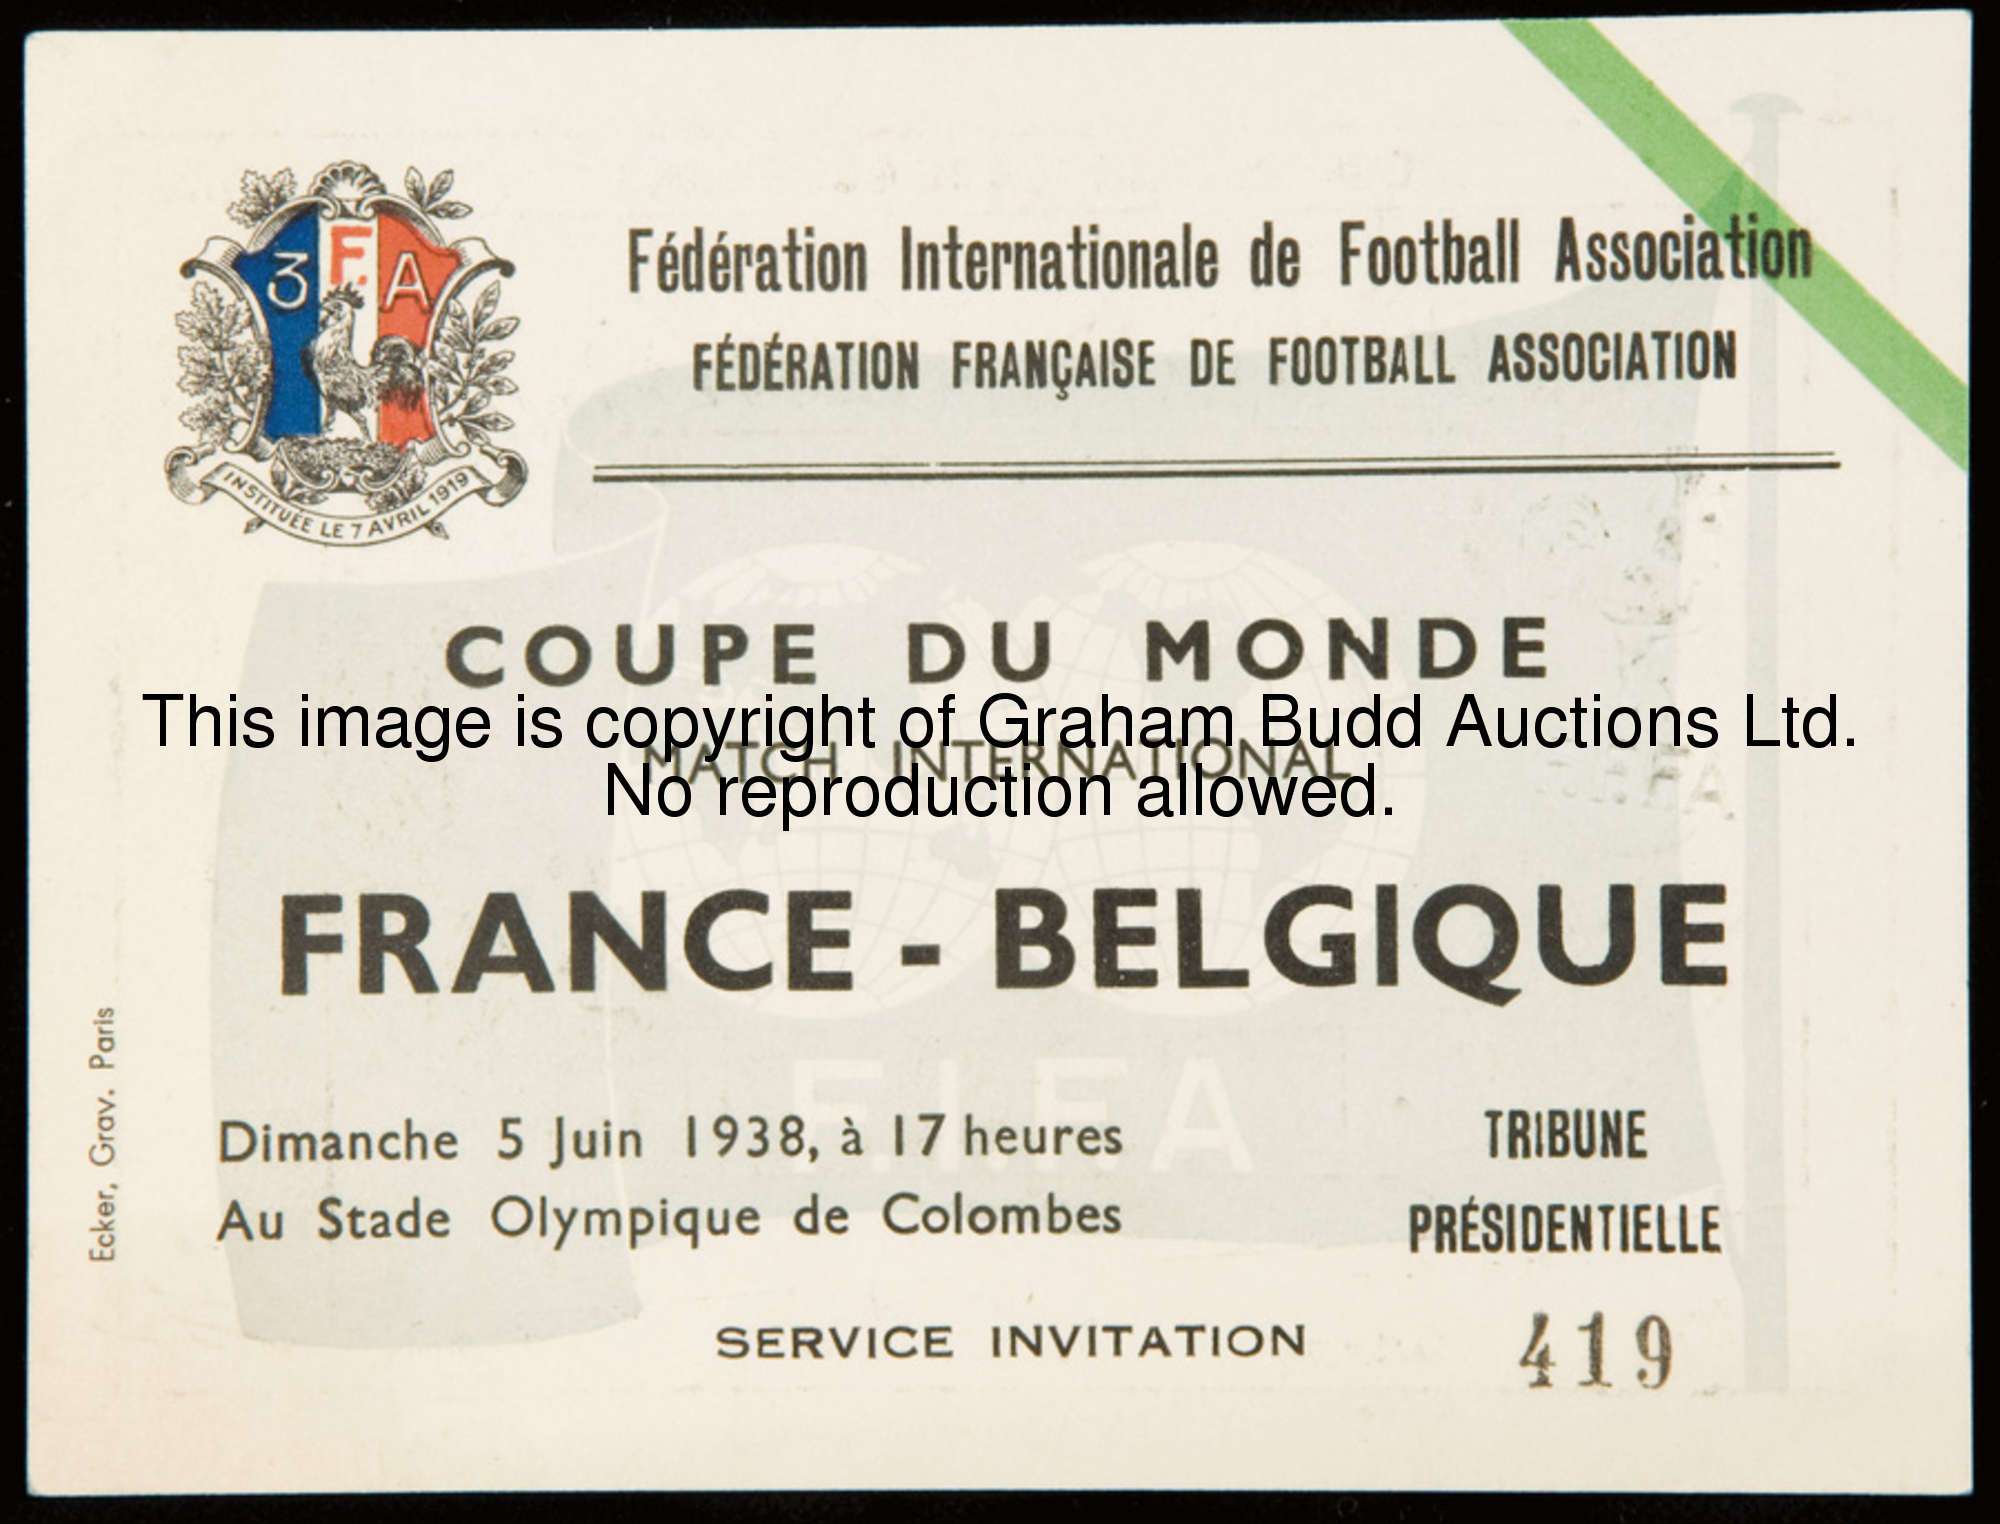 3 F. A
INSTITUÉE LE 7 AVRIL 1919
Fédération Internationale de Football Association
FÉDÉRATION FRANÇAISE DE FOOTBALL ASSOCIATION
COUPE DU MONDE
This image is copyright of Graham Budd Auctions Ltd.
MATCH INTERNATIONAL
No reproduction allowed.
FRANCE - BELGIQUE
F.I.F.A
Dimanche 5 Juin 1938, à 17 heures
Au Stade Olympique de Colombes
TRIBUNE
PRÉSIDENTIELLE
SERVICE INVITATION
419
Ecker, Grav. Paris